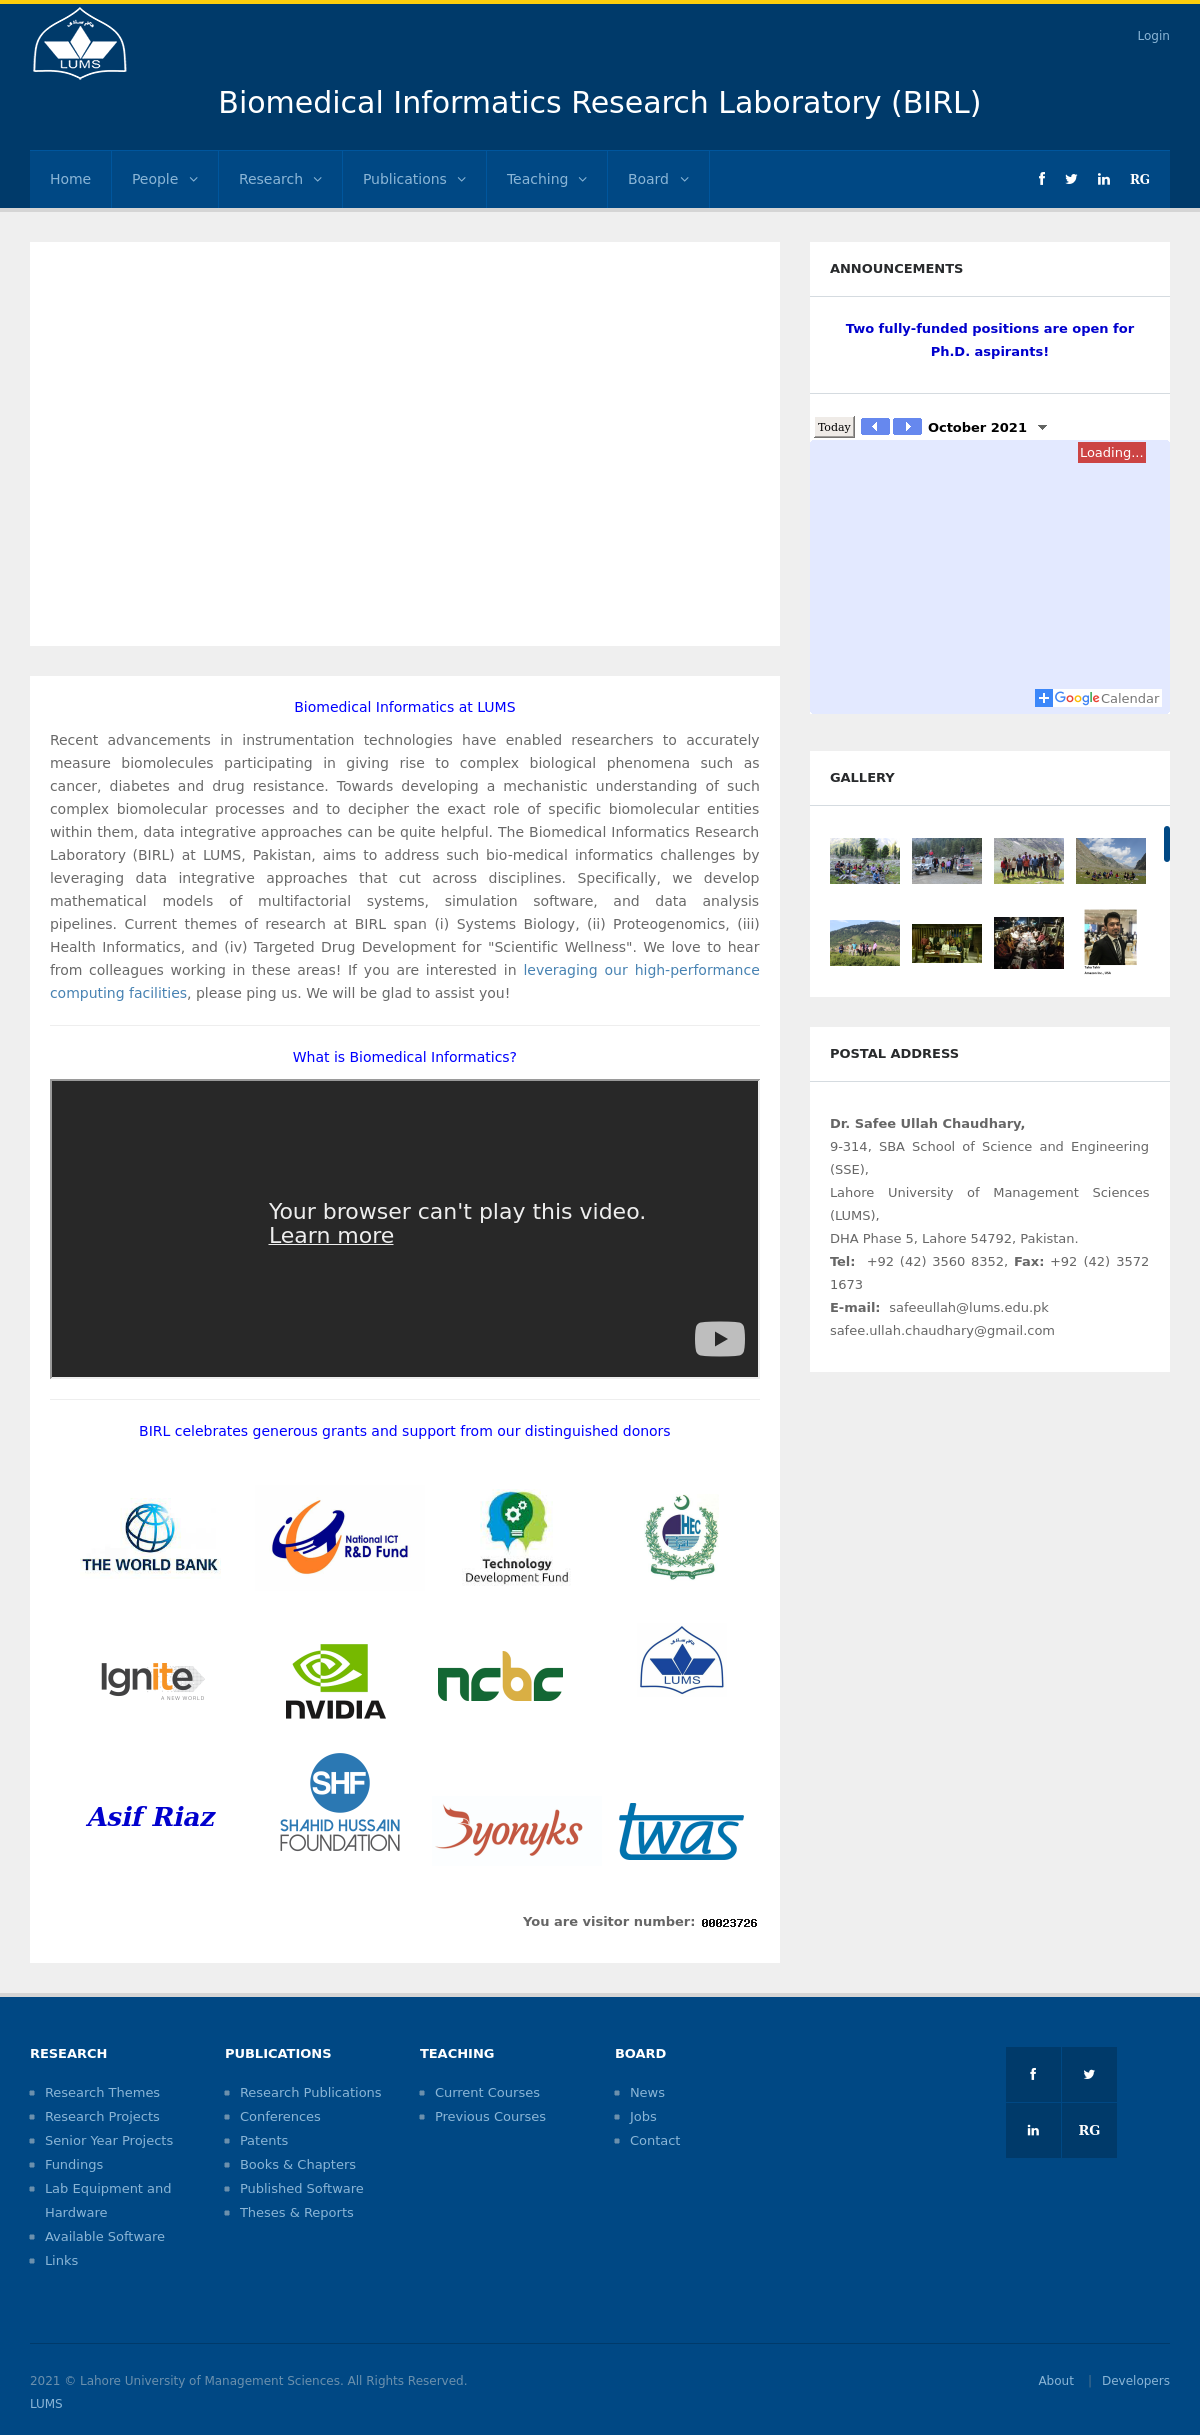 LUMS
Login
Biomedical Informatics Research Laboratory (BIRL)
Home
People
Research
Publications
Teaching
Board
RG
ANNOUNCEMENTS
Two fully-funded positions are open for
Ph.D. aspirants!
Today
October 2021
Loading...
Google Calendar
Biomedical Informatics at LUMS
Recent advancements in instrumentation technologies have enabled researchers to accurately
measure biomolecules participating in giving rise to complex biological phenomena such as
cancer, diabetes and drug resistance. Towards developing a mechanistic understanding of such
complex biomolecular processes and to decipher the exact role of specific biomolecular entities
within them, data integrative approaches can be quite helpful. The Biomedical Informatics Research
Laboratory (BIRL) at LUMS, Pakistan, aims to address such bio-medical informatics challenges by
leveraging data integrative approaches that cut across disciplines. Specifically, we develop
mathematical models of multifactorial systems, simulation software, and data analysis
pipelines. Current themes of research at BIRL span (i) Systems Biology, (ii) Proteogenomics, (iii)
Health Informatics, and (iv) Targeted Drug Development for "Scientific Wellness". We love to hear
from colleagues working in these areas! If you are interested in leveraging our high-performance
computing facilities, please ping us. We will be glad to assist you!
What is Biomedical Informatics?
Your browser can't play this video.
Learn more
BIRL celebrates generous grants and support from our distinguished donors
THE WORLD BANK
National ICT
R&D Fund
Technology
Development Fund
HEC
Ignite
A NEW WORLD
NVIDIA
ncbc
LUMS
Asif Riaz
SHF
SHAHID HUSSAIN
FOUNDATION
Byonyks
twas
You are visitor number: 00023726
GALLERY
POSTAL ADDRESS
Dr. Safee Ullah Chaudhary,
9-314, SBA School of Science and Engineering
(SSE),
Lahore University of Management Sciences
(LUMS),
DHA Phase 5, Lahore 54792, Pakistan.
Tel: +92 (42) 3560 8352, Fax: +92 (42) 3572
1673
E-mail: safeeullah@lums.edu.pk
safee.ullah.chaudhary@gmail.com
RESEARCH
Research Themes
Research Projects
Senior Year Projects
Fundings
Lab Equipment and
Hardware
Available Software
Links
PUBLICATIONS
Research Publications
Conferences
Patents
Books & Chapters
Published Software
Theses & Reports
TEACHING
Current Courses
Previous Courses
BOARD
News
Jobs
Contact
RG
2021 © Lahore University of Management Sciences. All Rights Reserved.
LUMS
About | Developers